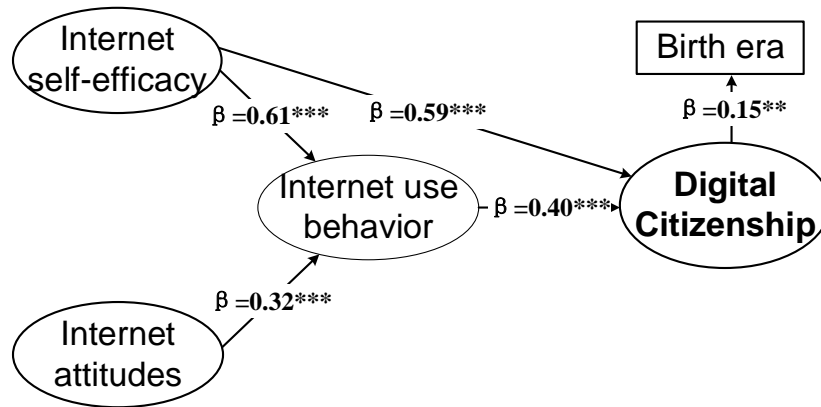 Internet
self-efficacy
Birth era
β=0.61***
β=0.59***
β=0.15**
Internet use
behavior
β=0.40***
Digital
Citizenship
β=0.32***
Internet
attitudes